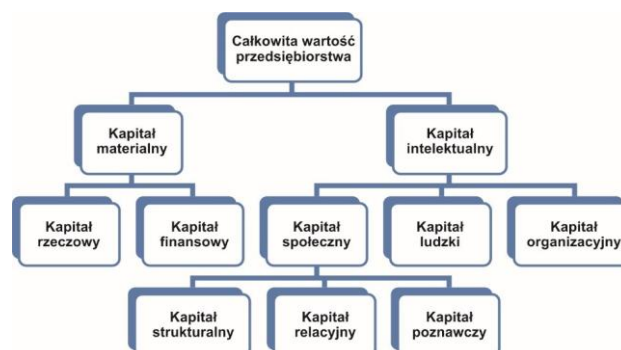 Całkowita wartość
przedsiębiorstwa
Kapitał
materialny
Kapitał
intelektualny
Kapitał
rzeczowy
Kapitał
finansowy
Kapitał
społeczny
Kapitał
ludzki
Kapitał
organizacyjny
Kapitał
strukturalny
Kapitał
relacyjny
Kapitał
poznawczy